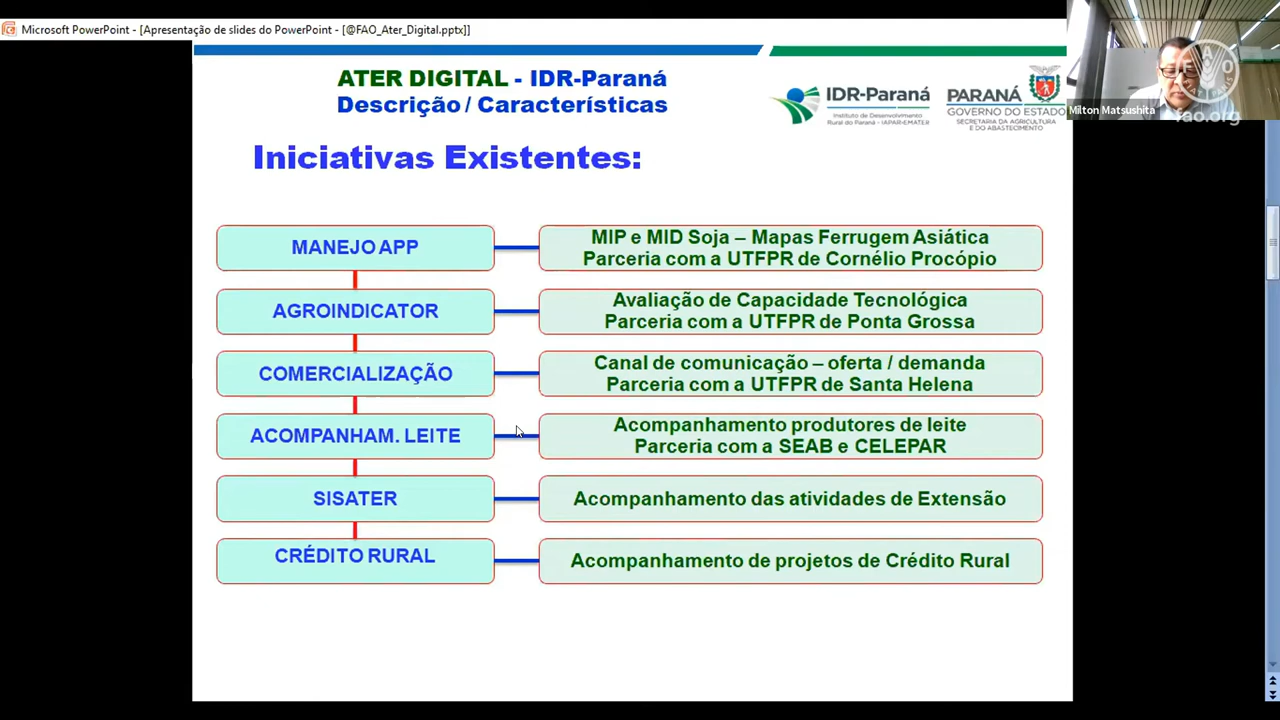 Microsoft PowerPoint - [Apresentação de slides do PowerPoint - [@FAO_Ater_Digital.pptx]]
ATER DIGITAL - IDR-Paraná
Descrição / Características
IDR-Paraná
Instituto de Desenvolvimento
Rural do Paraná - IAPAR-EMATER
PARANÁ
GOVERNO DO ESTADO
SECRETARIA DA AGRICULTURA
E DO ABASTECIMENTO
FAO
Milton Matsushita
fao.org
Iniciativas Existentes:
MANEJO APP
MIP e MID Soja – Mapas Ferrugem Asiática
Parceria com a UTFPR de Cornélio Procópio
AGROINDICATOR
Avaliação de Capacidade Tecnológica
Parceria com a UTFPR de Ponta Grossa
COMERCIALIZAÇÃO
Canal de comunicação – oferta / demanda
Parceria com a UTFPR de Santa Helena
ACOMPANHAM. LEITE
Acompanhamento produtores de leite
Parceria com a SEAB e CELEPAR
SISATER
Acompanhamento das atividades de Extensão
CRÉDITO RURAL
Acompanhamento de projetos de Crédito Rural